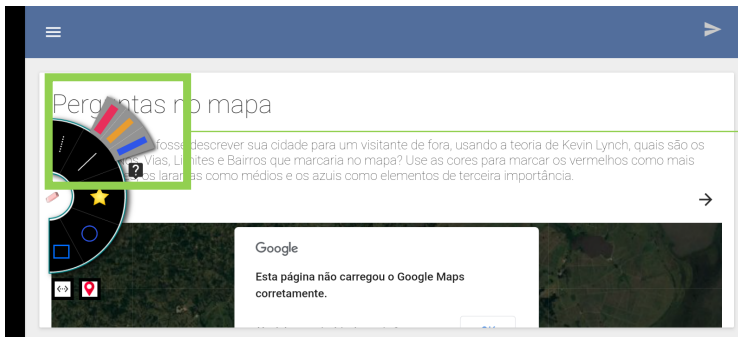 Perguntas no mapa
fosse descrever sua cidade para um visitante de fora, usando a teoria de Kevin Lynch, quais são os
Vias, Limites e Bairros que marcaria no mapa? Use as cores para marcar os vermelhos como mais
os laranjas como médios e os azuis como elementos de terceira importância.
Google
Esta página não carregou o Google Maps
corretamente.